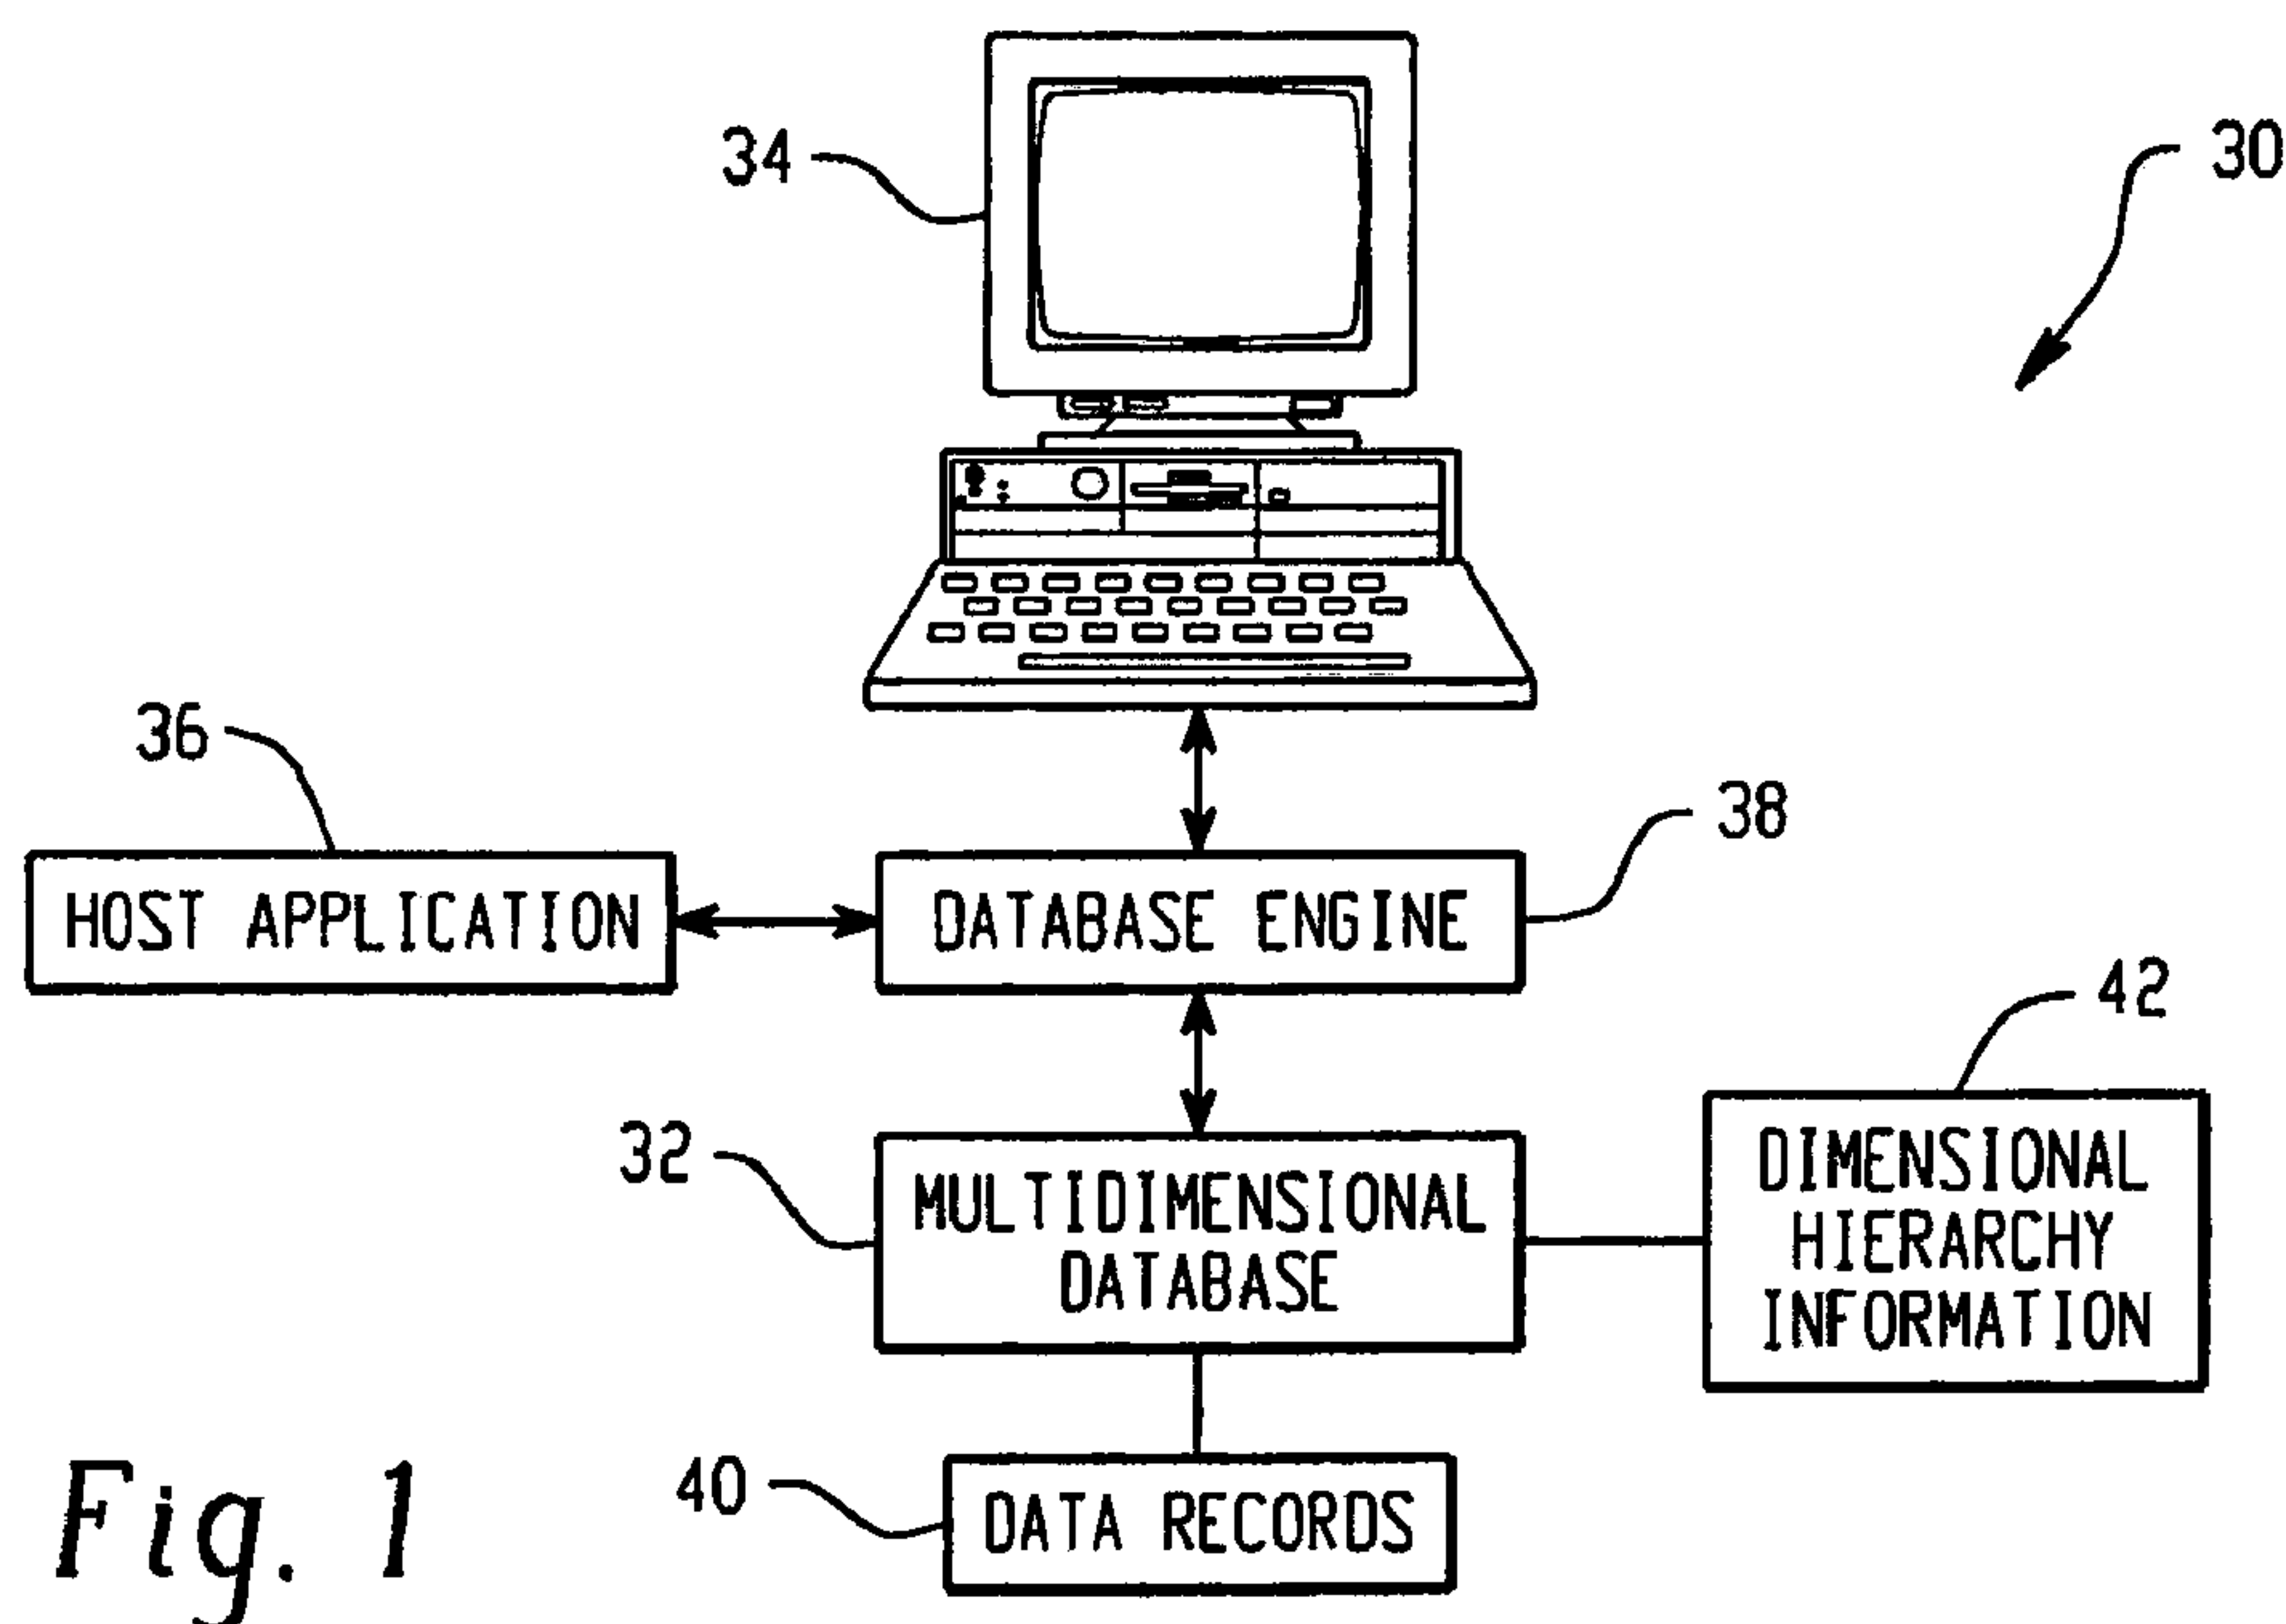 34
30
36
38
HOST APPLICATION
DATABASE ENGINE
42
32
MULTIDIMENSIONAL
DATABASE
DIMENSIONAL
HIERARCHY
INFORMATION
40
DATA RECORDS
Fig. 1